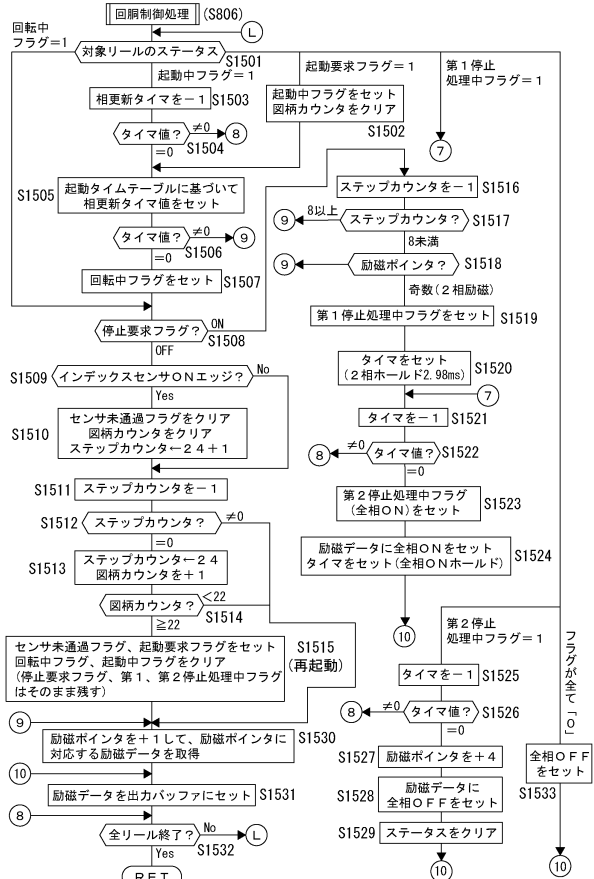 回胴制御処理
(S806)
L
回転中
フラグ＝1
対象リールのステータス
S1501
起動中フラグ＝1
起動要求フラグ＝1
第１停止
処理中フラグ＝1
相更新タイマを－１
S1503
起動中フラグをセット
図柄カウンタをクリア
S1502
タイマ値？
≠0
8
S1504
=0
7
S1505
起動タイムテーブルに基づいて
相更新タイマ値をセット
ステップカウンタを－１
S1516
9
8以上
ステップカウンタ？
S1517
8未満
タイマ値？
≠0
9
S1506
=0
9
励磁ポインタ？
S1518
奇数(２相励磁)
回転中フラグをセット
S1507
第１停止処理中フラグをセット
S1519
停止要求フラグ？
ON
S1508
OFF
タイマをセット
(２相ホールド2.98ms)
S1520
S1509
インデックスセンサＯＮエッジ？
No
Yes
7
タイマを－１
S1521
S1510
センサ未通過フラグをクリア
図柄カウンタをクリア
ステップカウンタ←２４＋１
8
≠0
タイマ値？
S1522
=0
S1511
ステップカウンタを－１
第２停止処理中フラグ
(全相ＯＮ)をセット
S1523
S1512
ステップカウンタ？
≠0
=0
励磁データに全相ＯＮをセット
タイマをセット(全相ＯＮホールド)
S1524
S1513
ステップカウンタ←２４
図柄カウンタを＋１
図柄カウンタ？
<22
S1514
≧22
10
第２停止
処理中フラグ＝1
フラグが全て「０」
センサ未通過フラグ、起動要求フラグをセット
回転中フラグ、起動中フラグをクリア
(停止要求フラグ、第１、第２停止処理中フラグ
はそのまま残す)
S1515
(再起動)
タイマを－１
S1525
8
≠0
タイマ値？
S1526
=0
9
励磁ポインタを＋１して、励磁ポインタに
対応する励磁データを取得
S1530
S1527
励磁ポインタを＋４
全相ＯＦＦ
をセット
S1533
10
S1528
励磁データに
全相ＯＦＦをセット
励磁データを出力バッファにセット
S1531
8
S1529
ステータスをクリア
全リール終了？
No
L
S1532
Yes
10
10
ＲＥＴ